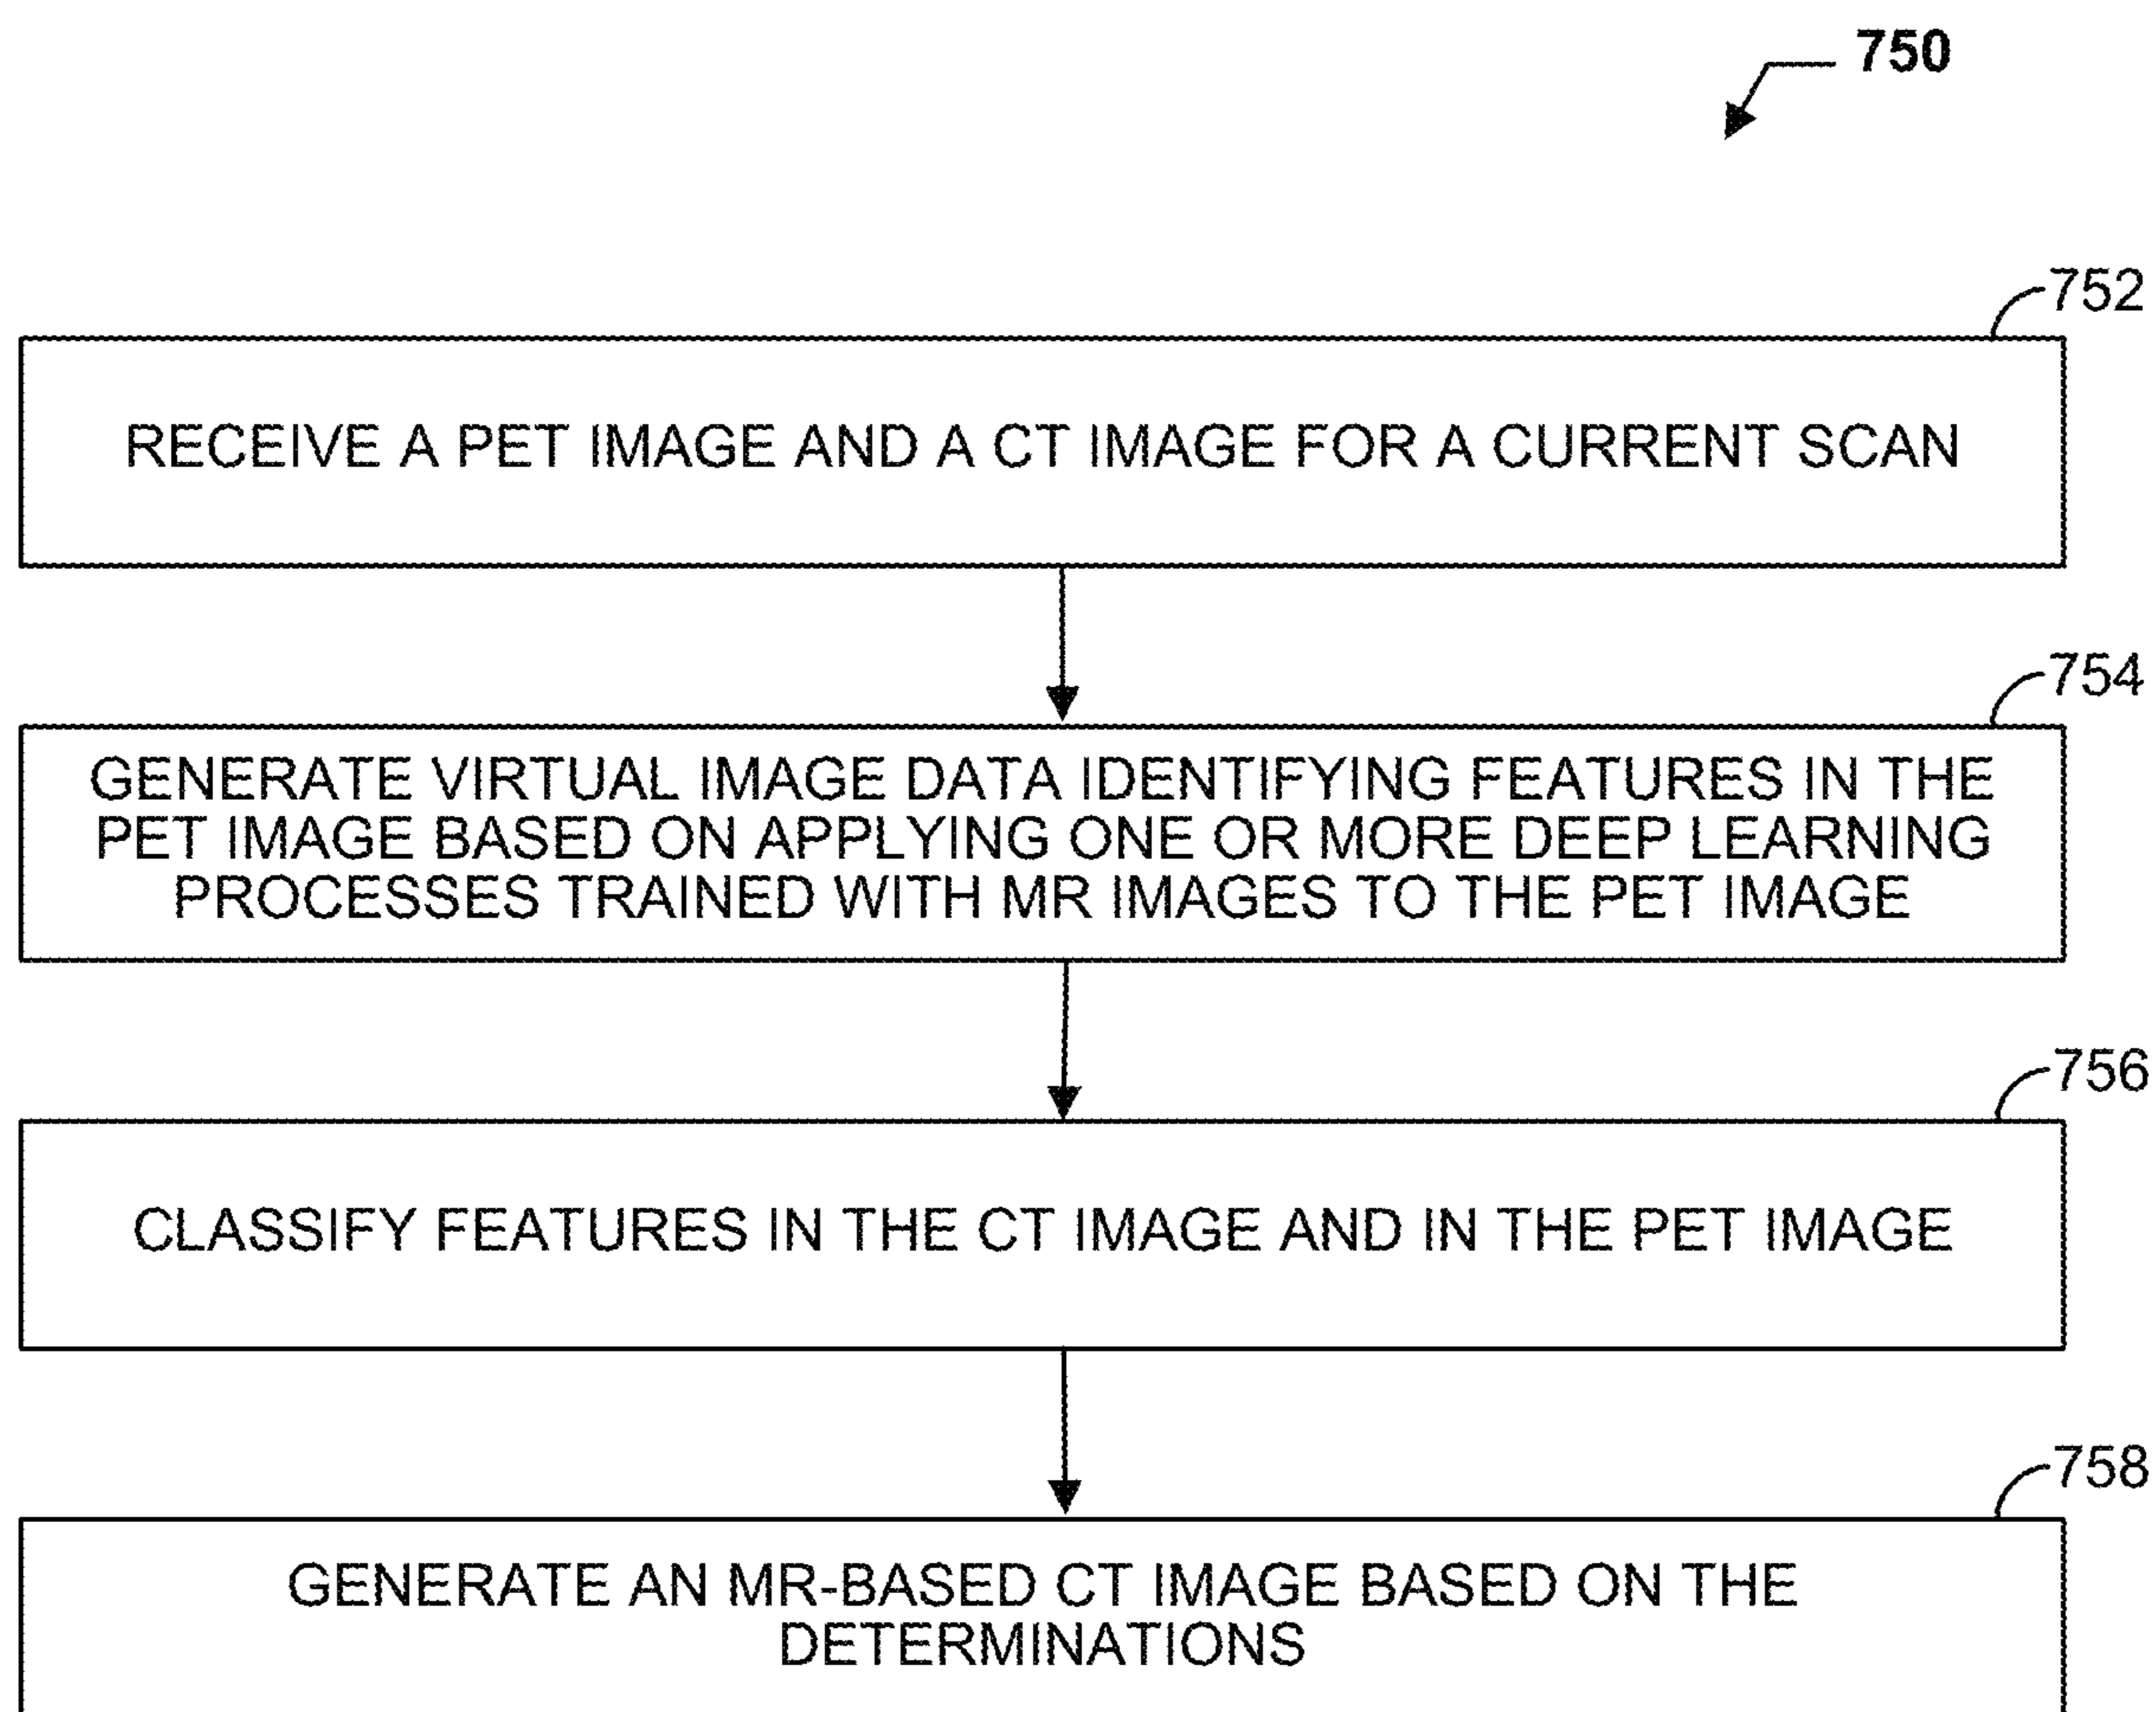 750
752
RECEIVE A PET IMAGE AND A CT IMAGE FOR A CURRENT SCAN
754
GENERATE VIRTUAL IMAGE DATA IDENTIFYING FEATURES IN THE
PET IMAGE BASED ON APPLYING ONE OR MORE DEEP LEARNING
PROCESSES TRAINED WITH MR IMAGES TO THE PET IMAGE
756
CLASSIFY FEATURES IN THE CT IMAGE AND IN THE PET IMAGE
758
GENERATE AN MR-BASED CT IMAGE BASED ON THE
DETERMINATIONS